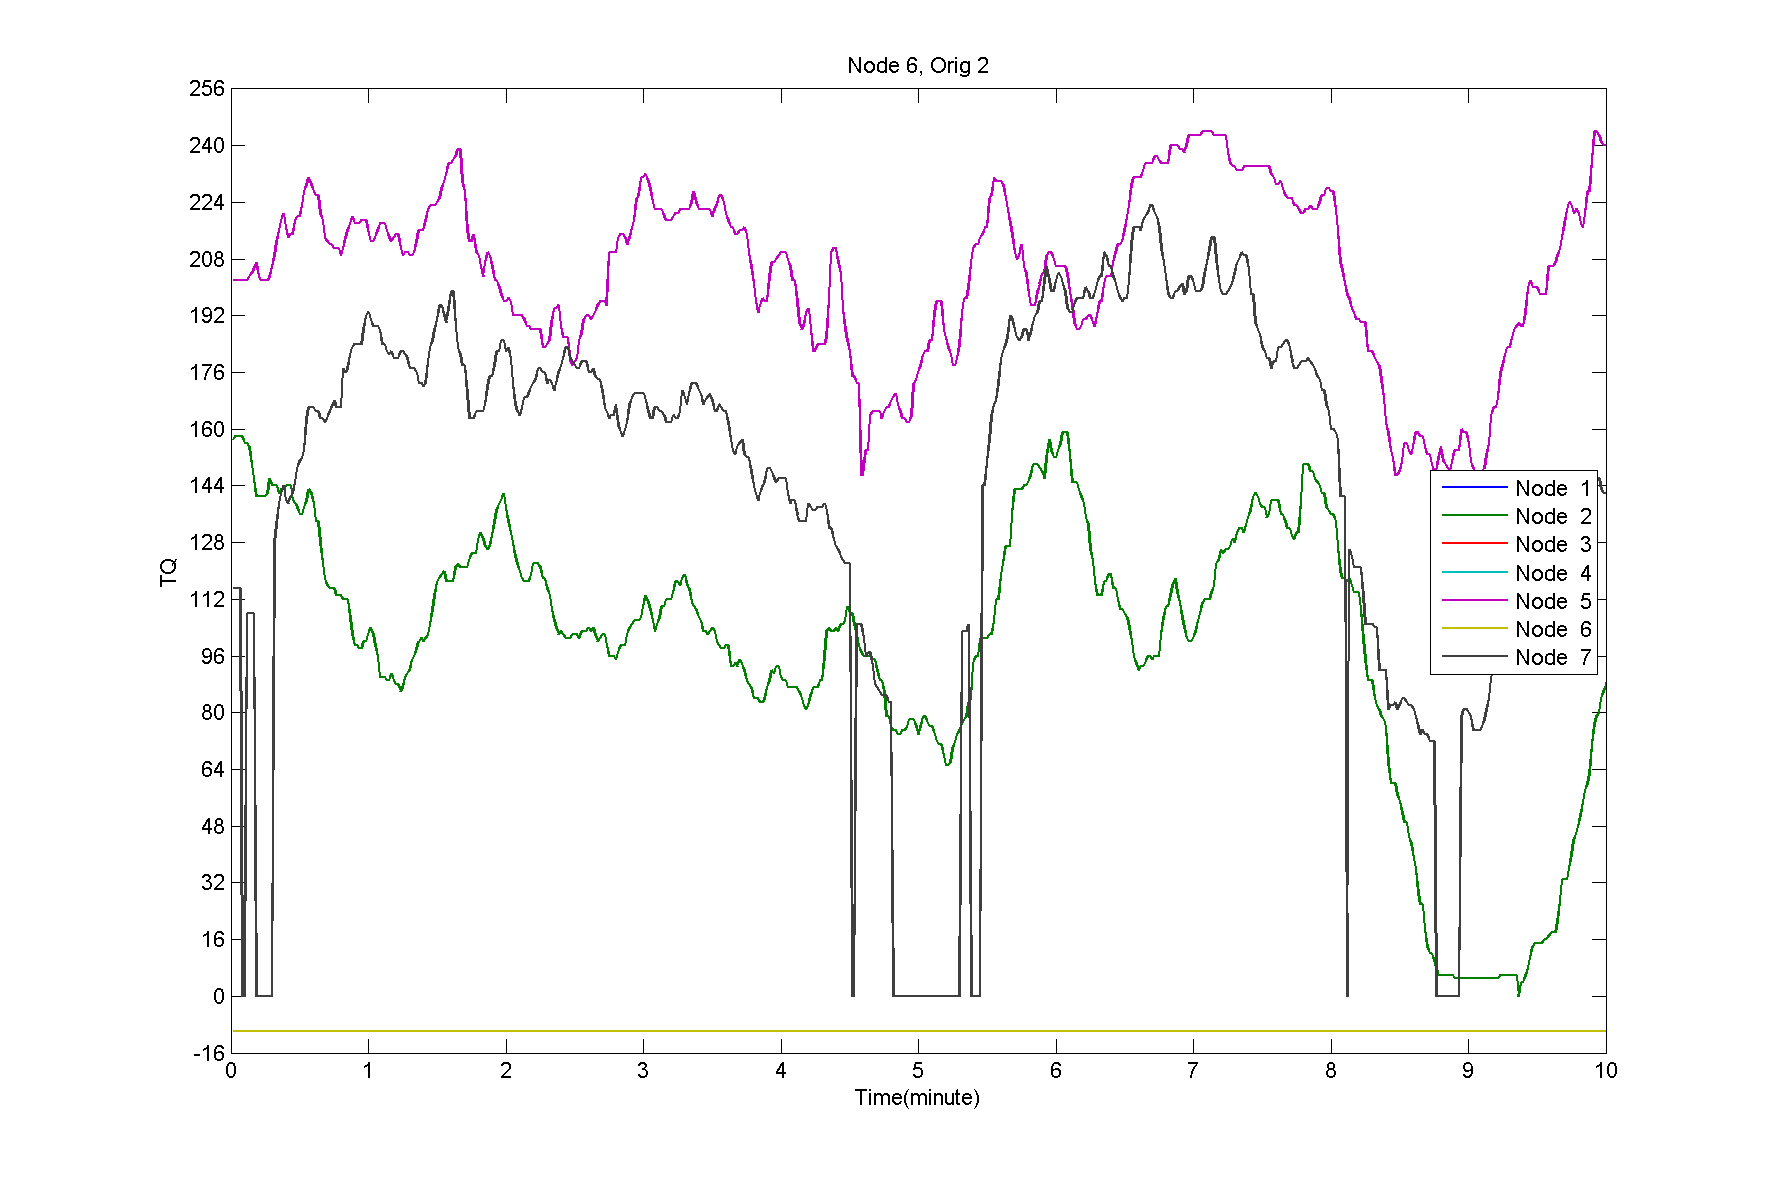 Node 6, Orig 2
256
240
224
208
192
176
160
144
128
112
96
80
64
48
32
16
0
-16
TQ
Node 1
Node 2
Node 3
Node 4
Node 5
Node 6
Node 7
0 1 2 3 4 5 6 7 8 9 10
Time(minute)